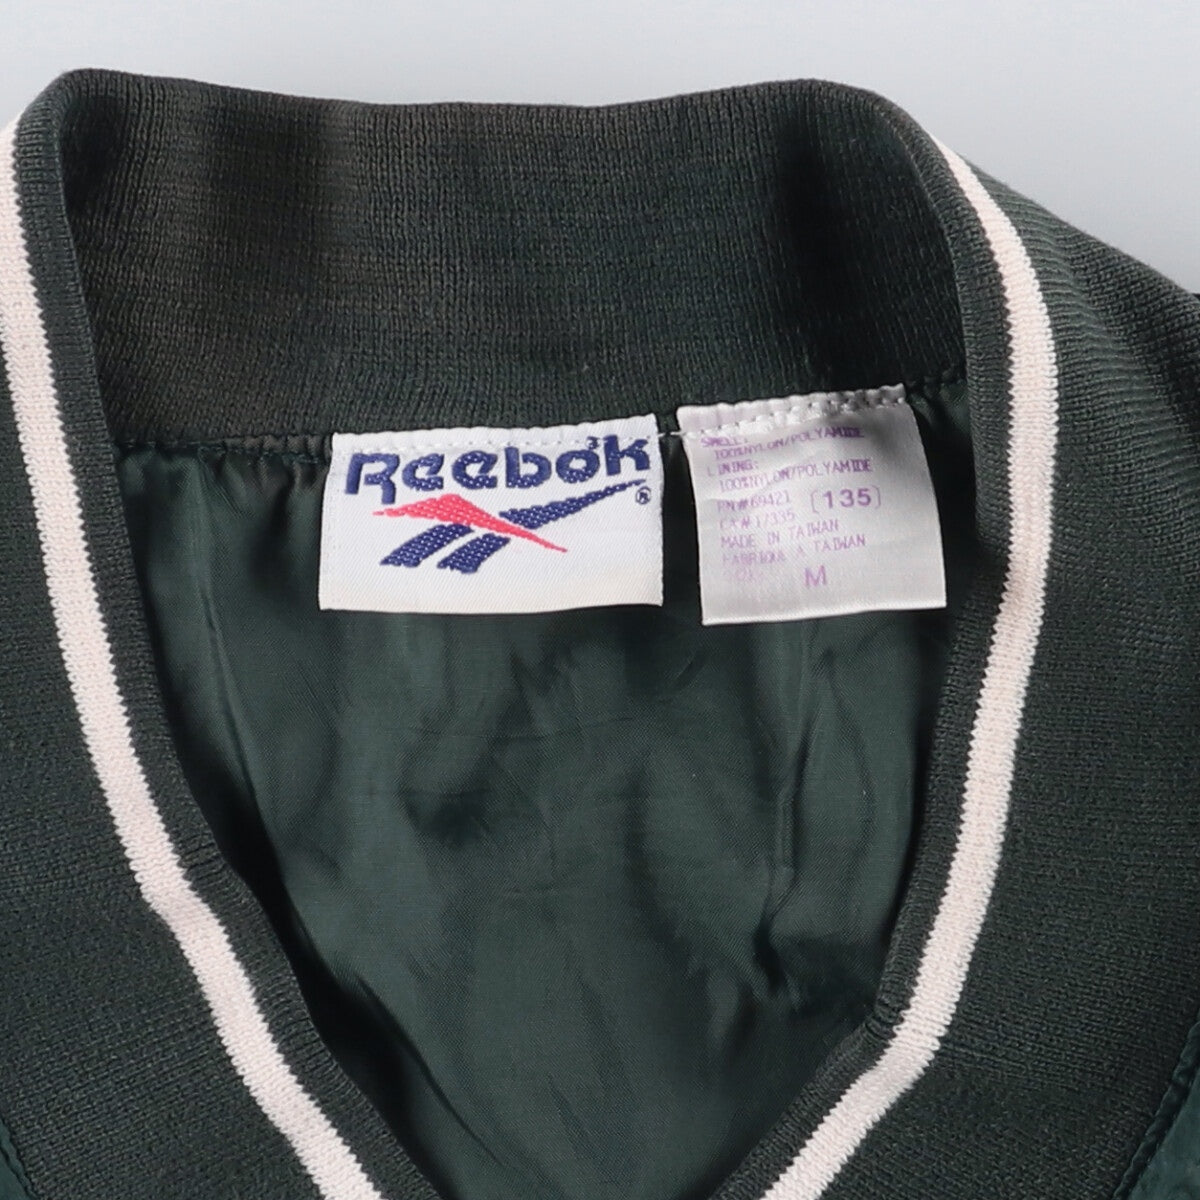 Reebok
®
SHELL:
100%NYLON/POLYAMIDE
LINING:
100%NYLON/POLYAMIDE
RN#69421 [135]
CA#17335
MADE IN TAIWAN
FABRIQUE A TAIWAN
M